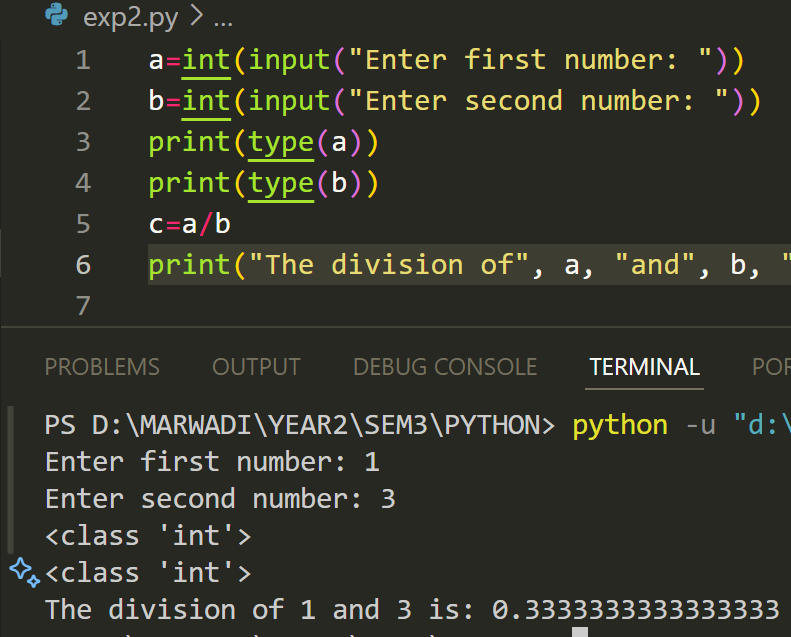 exp2.py > ...
1 a=int(input("Enter first number: "))
2 b=int(input("Enter second number: "))
3 print(type(a))
4 print(type(b))
5 c=a/b
6 print("The division of", a, "and", b, "
7
PROBLEMS OUTPUT DEBUG CONSOLE TERMINAL POR
PS D:\MARWADI\YEAR2\SEM3\PYTHON> python -u "d:\
Enter first number: 1
Enter second number: 3
<class 'int'>
<class 'int'>
The division of 1 and 3 is: 0.3333333333333333